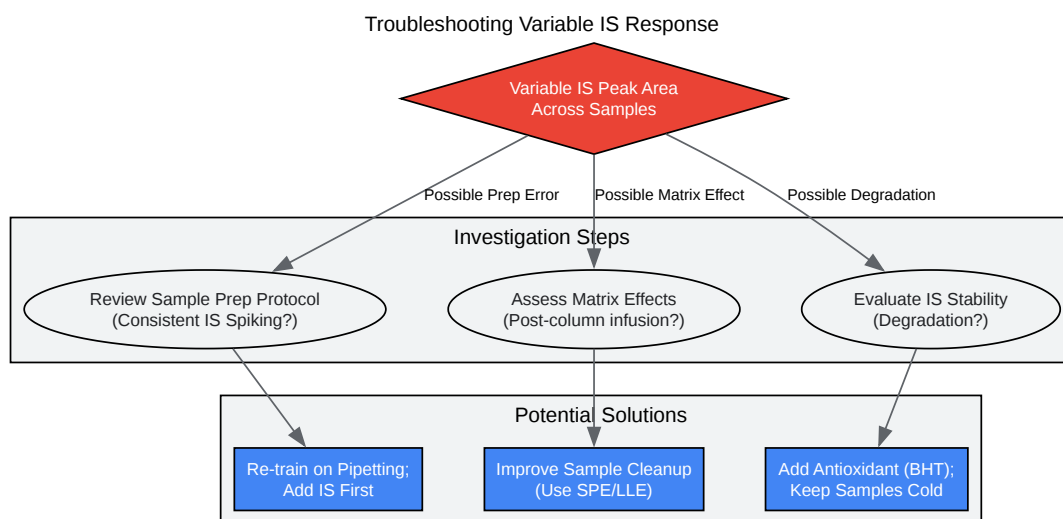 Troubleshooting Variable IS Response
Variable IS Peak Area
Across Samples
Possible Prep Error
Possible Matrix Effect
Possible Degradation
Investigation Steps
Review Sample Prep Protocol
(Consistent IS Spiking?)
Assess Matrix Effects
(Post-column infusion?)
Evaluate IS Stability
(Degradation?)
Potential Solutions
Re-train on Pipetting;
Add IS First
Improve Sample Cleanup
(Use SPE/LLE)
Add Antioxidant (BHT);
Keep Samples Cold